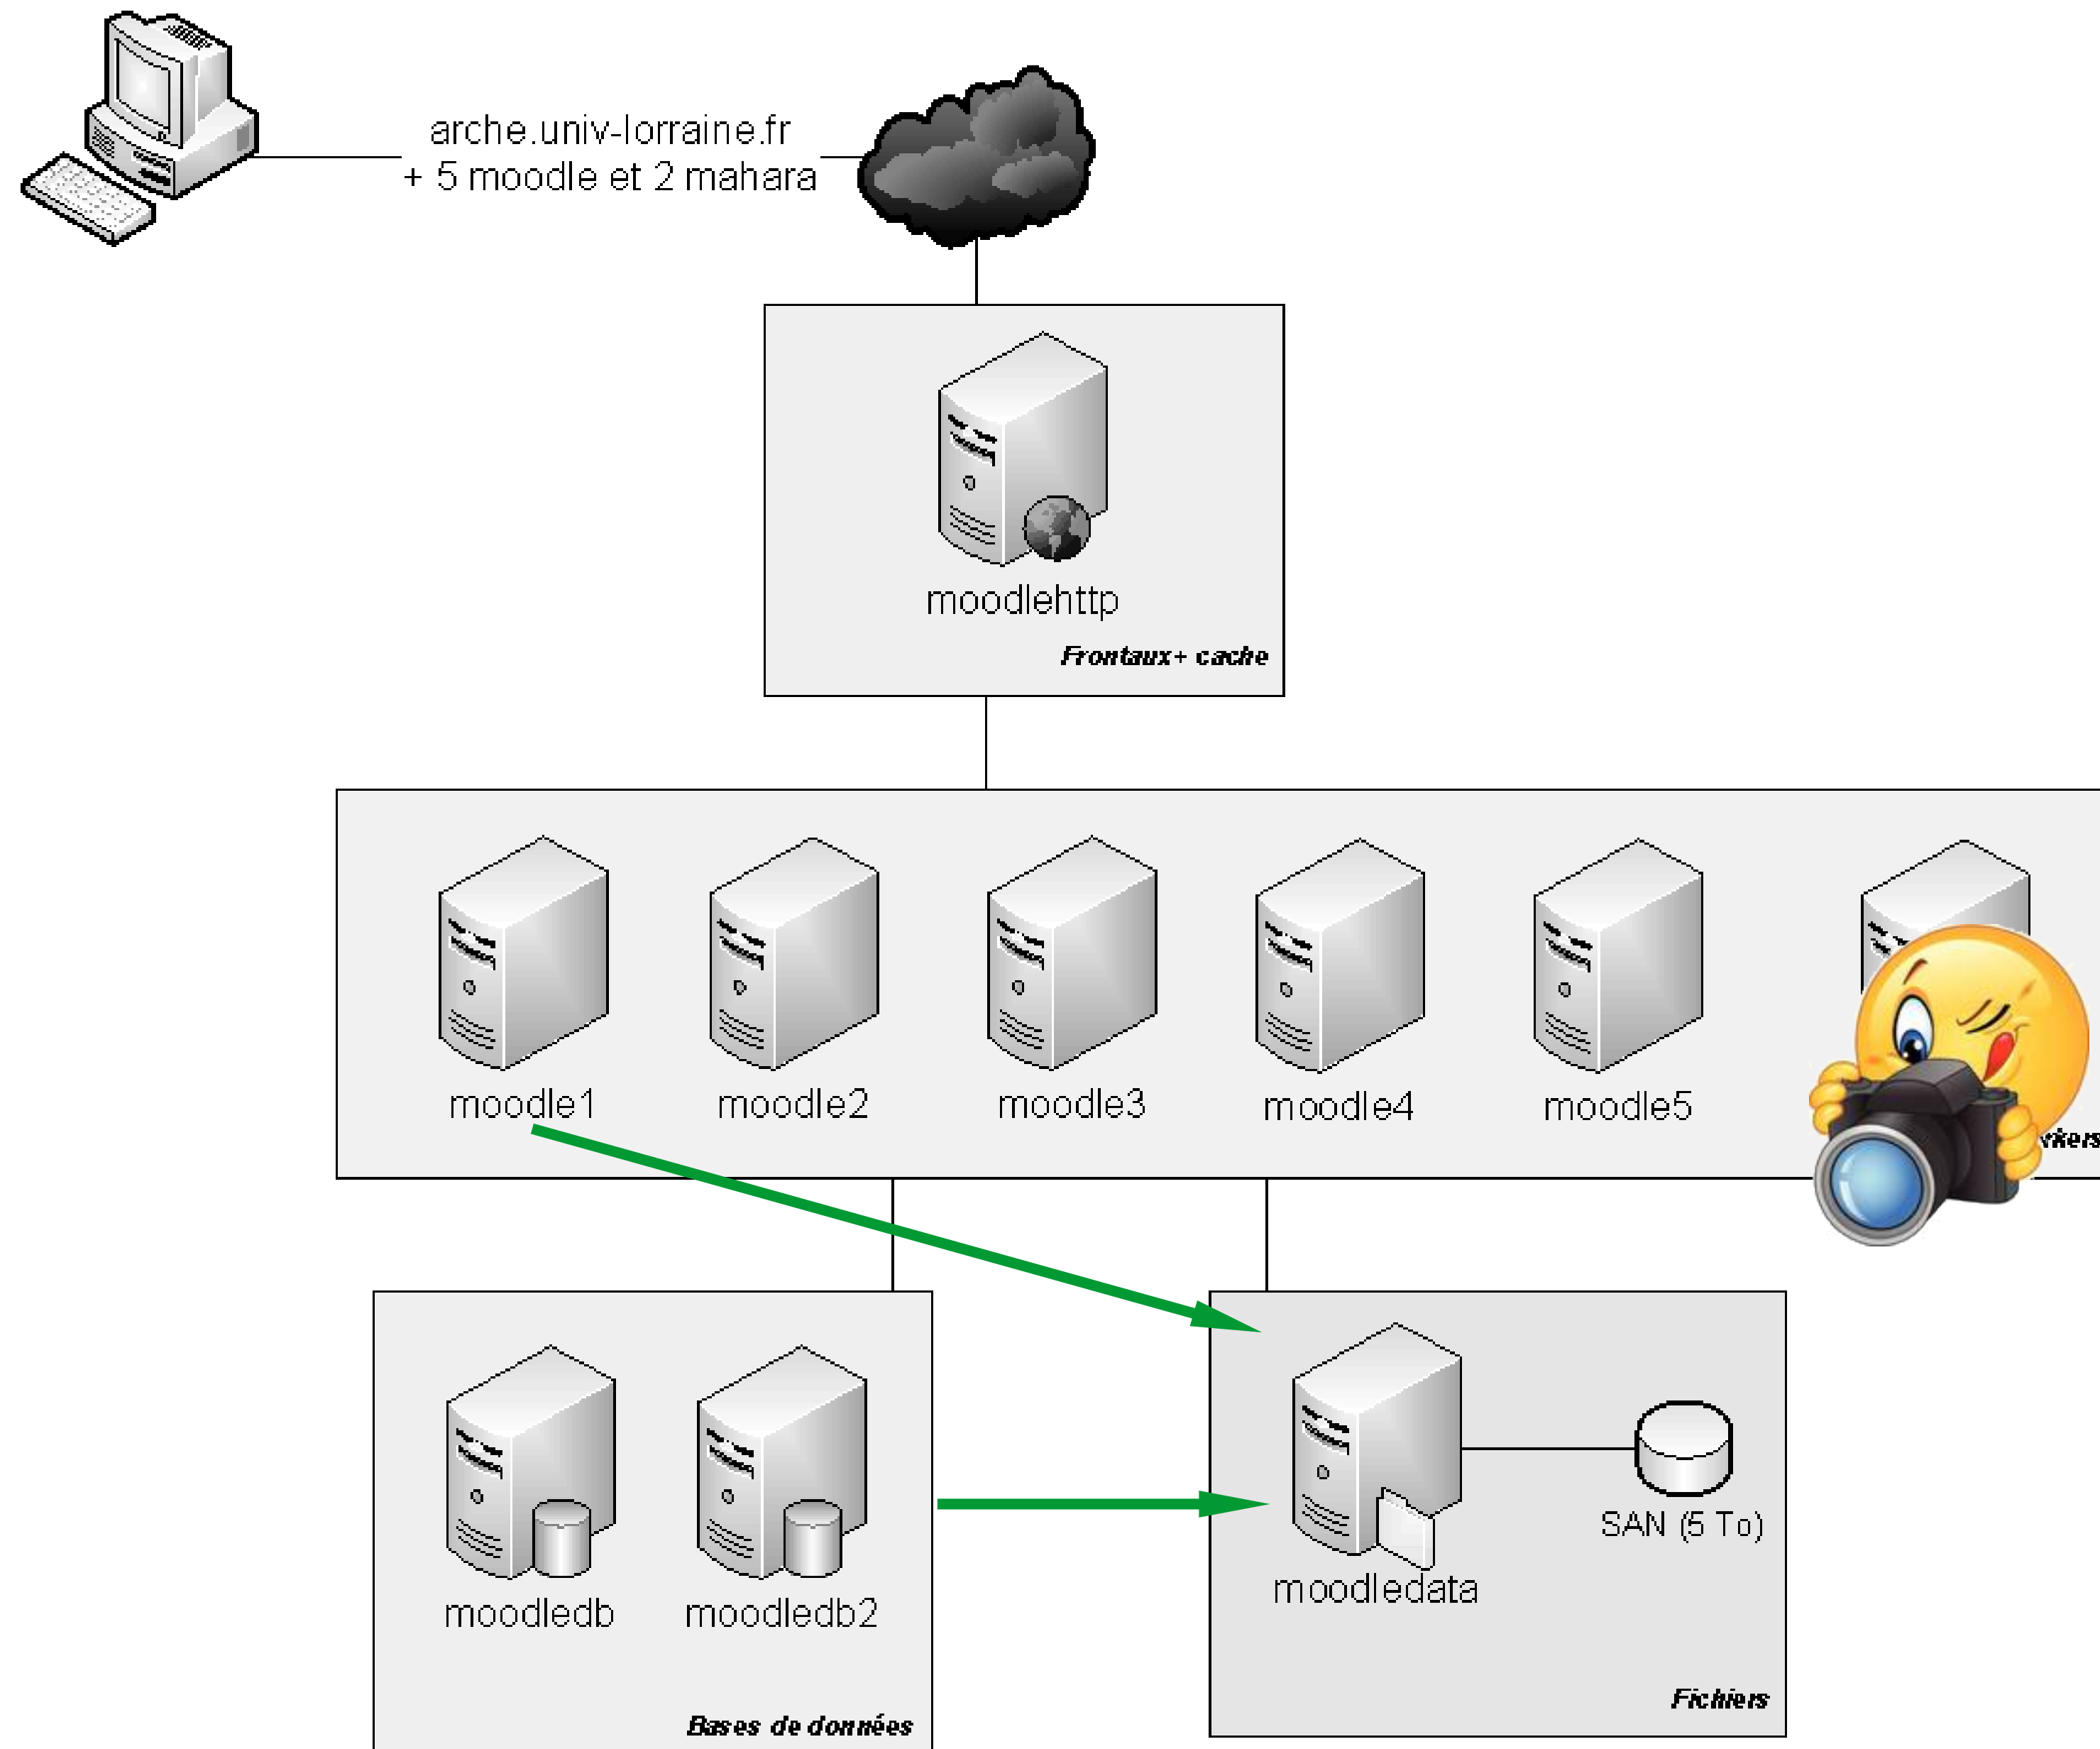 arche.univ-lorraine.fr
+ 5 moodle et 2 mahara
moodlehttp
Frontaux+ cache
moodle1
moodle2
moodle3
moodle4
moodle5
moodledb
moodledb2
Bases de données
moodledata
SAN (5 To)
Fichiers